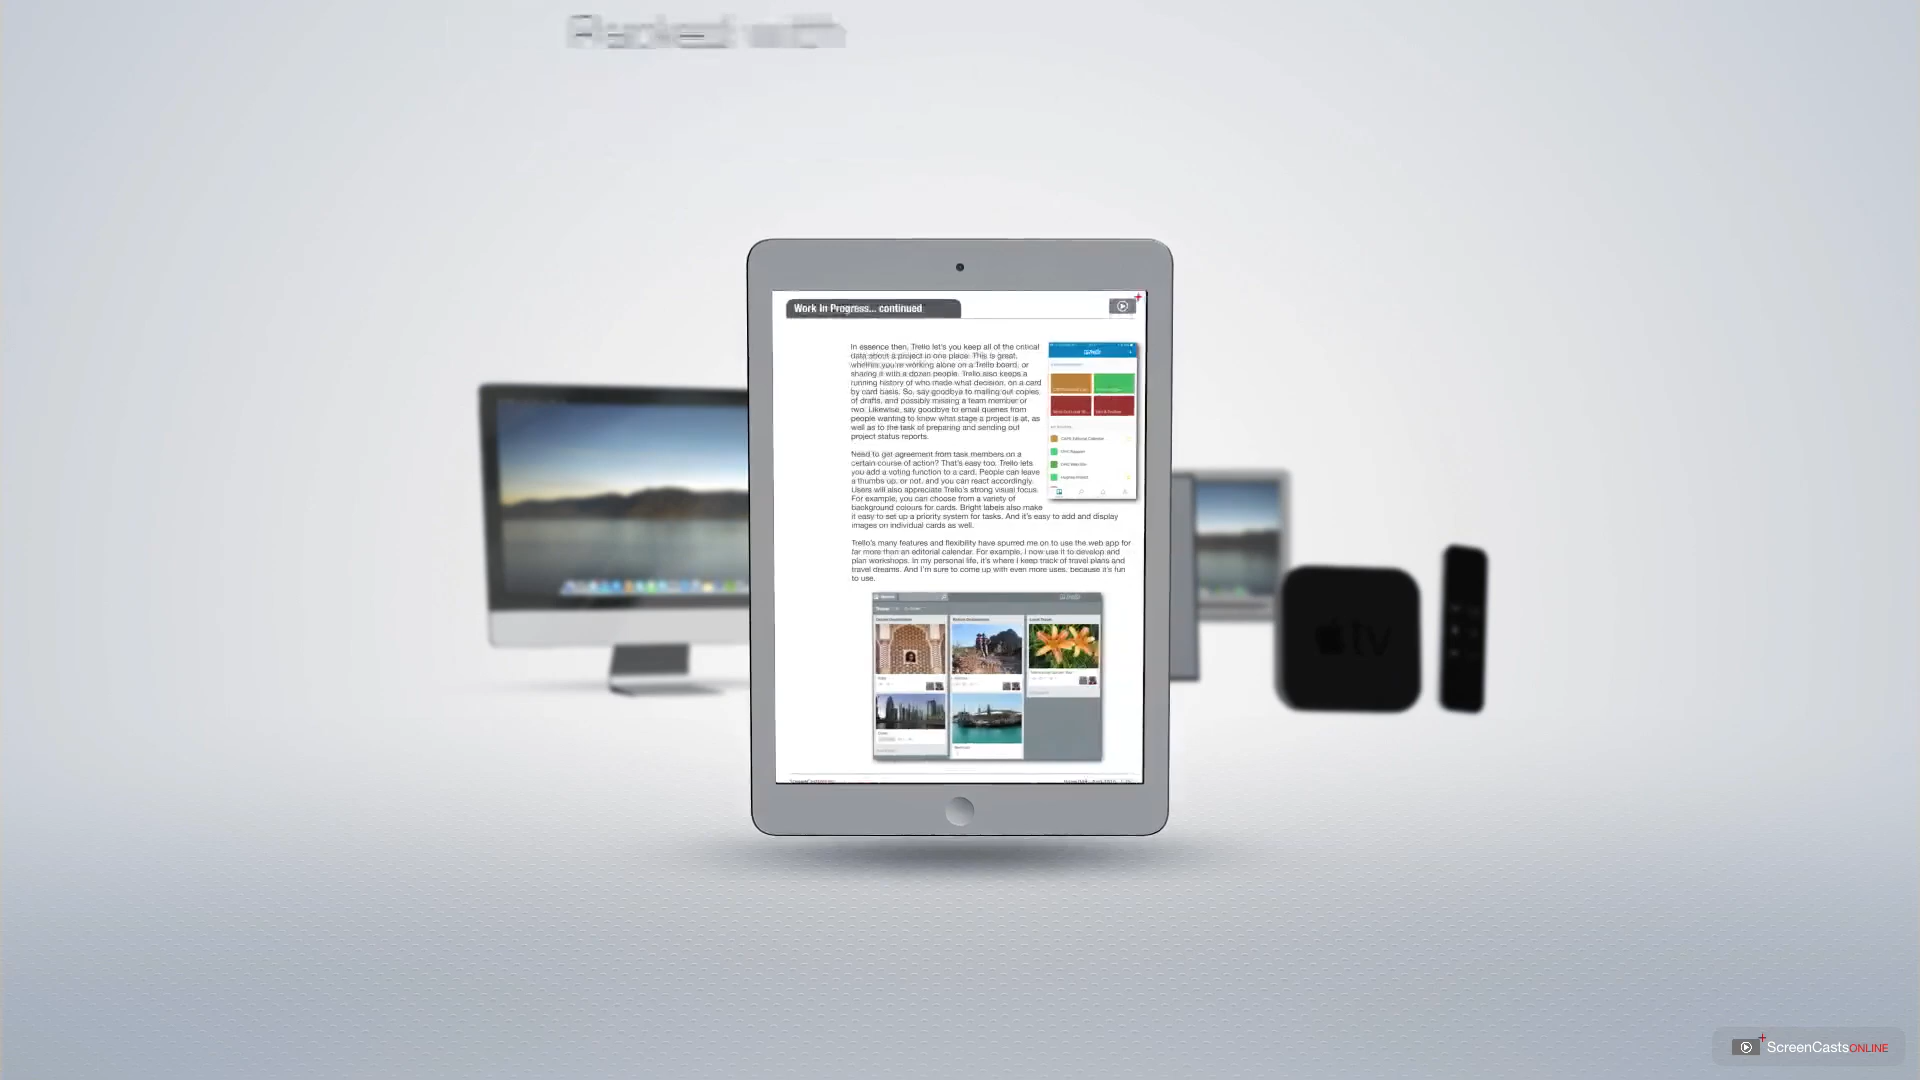 Work In Progress... continued
In essence then, Trello let's you keep all of the critical
data about a project in one place. This is great,
whether you're working alone on a Trello board, or
sharing it with a dozen people. Trello also keeps a
running history of who made what decision, on a card
by card basis. So, say goodbye to mailing out copies
of drafts, and possibly missing a team member or
two. Likewise, say goodbye to email queries from
people wanting to know what stage a project is at, as
well as to the task of preparing and sending out
project status reports.
Need to get agreement from task members on a
certain course of action? That's easy too. Trello lets
you add a voting function to a card. People can leave
a thumbs up, or not, and you can react accordingly.
Users will also appreciate Trello's strong visual focus.
For example, you can choose from a variety of
background colours for cards. Bright labels also make
it easy to set up a priority system for tasks. And it's easy to add and display
images on individual cards as well.
Trello's many features and flexibility have spurred me on to use the web app for
far more than an editorial calendar. For example, I now use it to develop and
plan workshops. In my personal life, it's where I keep track of travel plans and
travel dreams. And I'm sure to come up with even more uses, because it's fun
to use.
Trello
tv
ScreenCastsONLINE